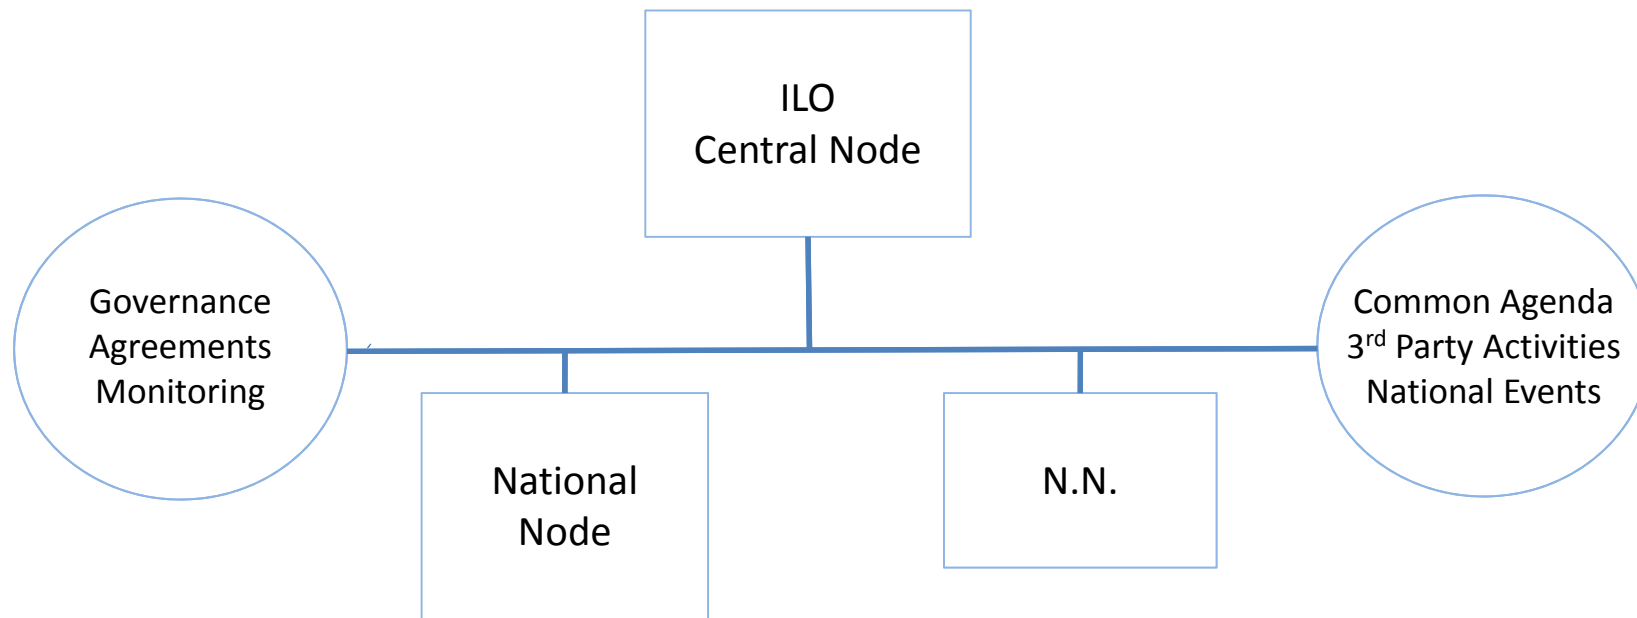 ILO
Central Node
Governance
Agreements
Monitoring
Common Agenda
3rd Party Activities
National Events
National
Node
N.N.